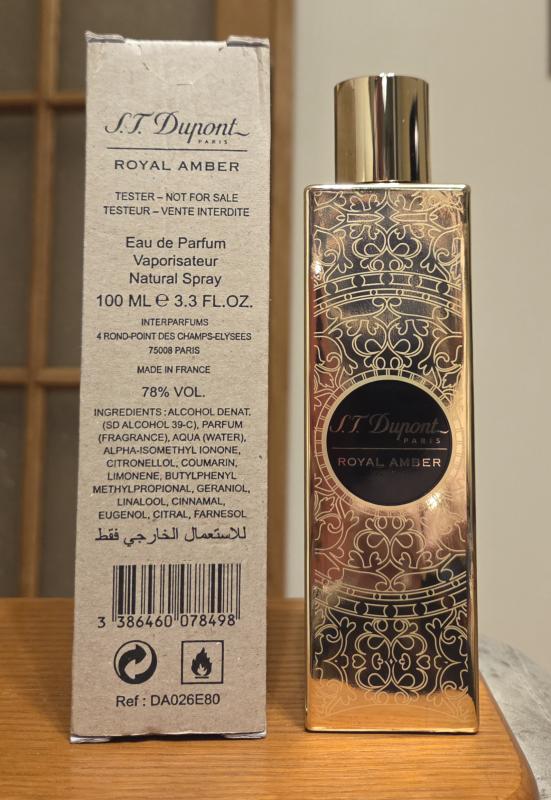 S.T. Dupont
PARIS
ROYAL AMBER
TESTER – NOT FOR SALE
TESTEUR – VENTE INTERDITE
Eau de Parfum
Vaporisateur
Natural Spray
100 ML ℮ 3.3 FL.OZ.
INTERPARFUMS
4 ROND-POINT DES CHAMPS-ELYSEES
75008 PARIS
MADE IN FRANCE
78% VOL.
INGREDIENTS : ALCOHOL DENAT.
(SD ALCOHOL 39-C), PARFUM
(FRAGRANCE), AQUA (WATER),
ALPHA-ISOMETHYL IONONE,
CITRONELLOL, COUMARIN,
LIMONENE, BUTYLPHENYL
METHYLPROPIONAL, GERANIOL,
LINALOOL, CINNAMAL,
EUGENOL, CITRAL, FARNESOL
للاستعمال الخارجي فقط
3 386460 078498
Ref : DA026E80
S.T. Dupont
PARIS
ROYAL AMBER